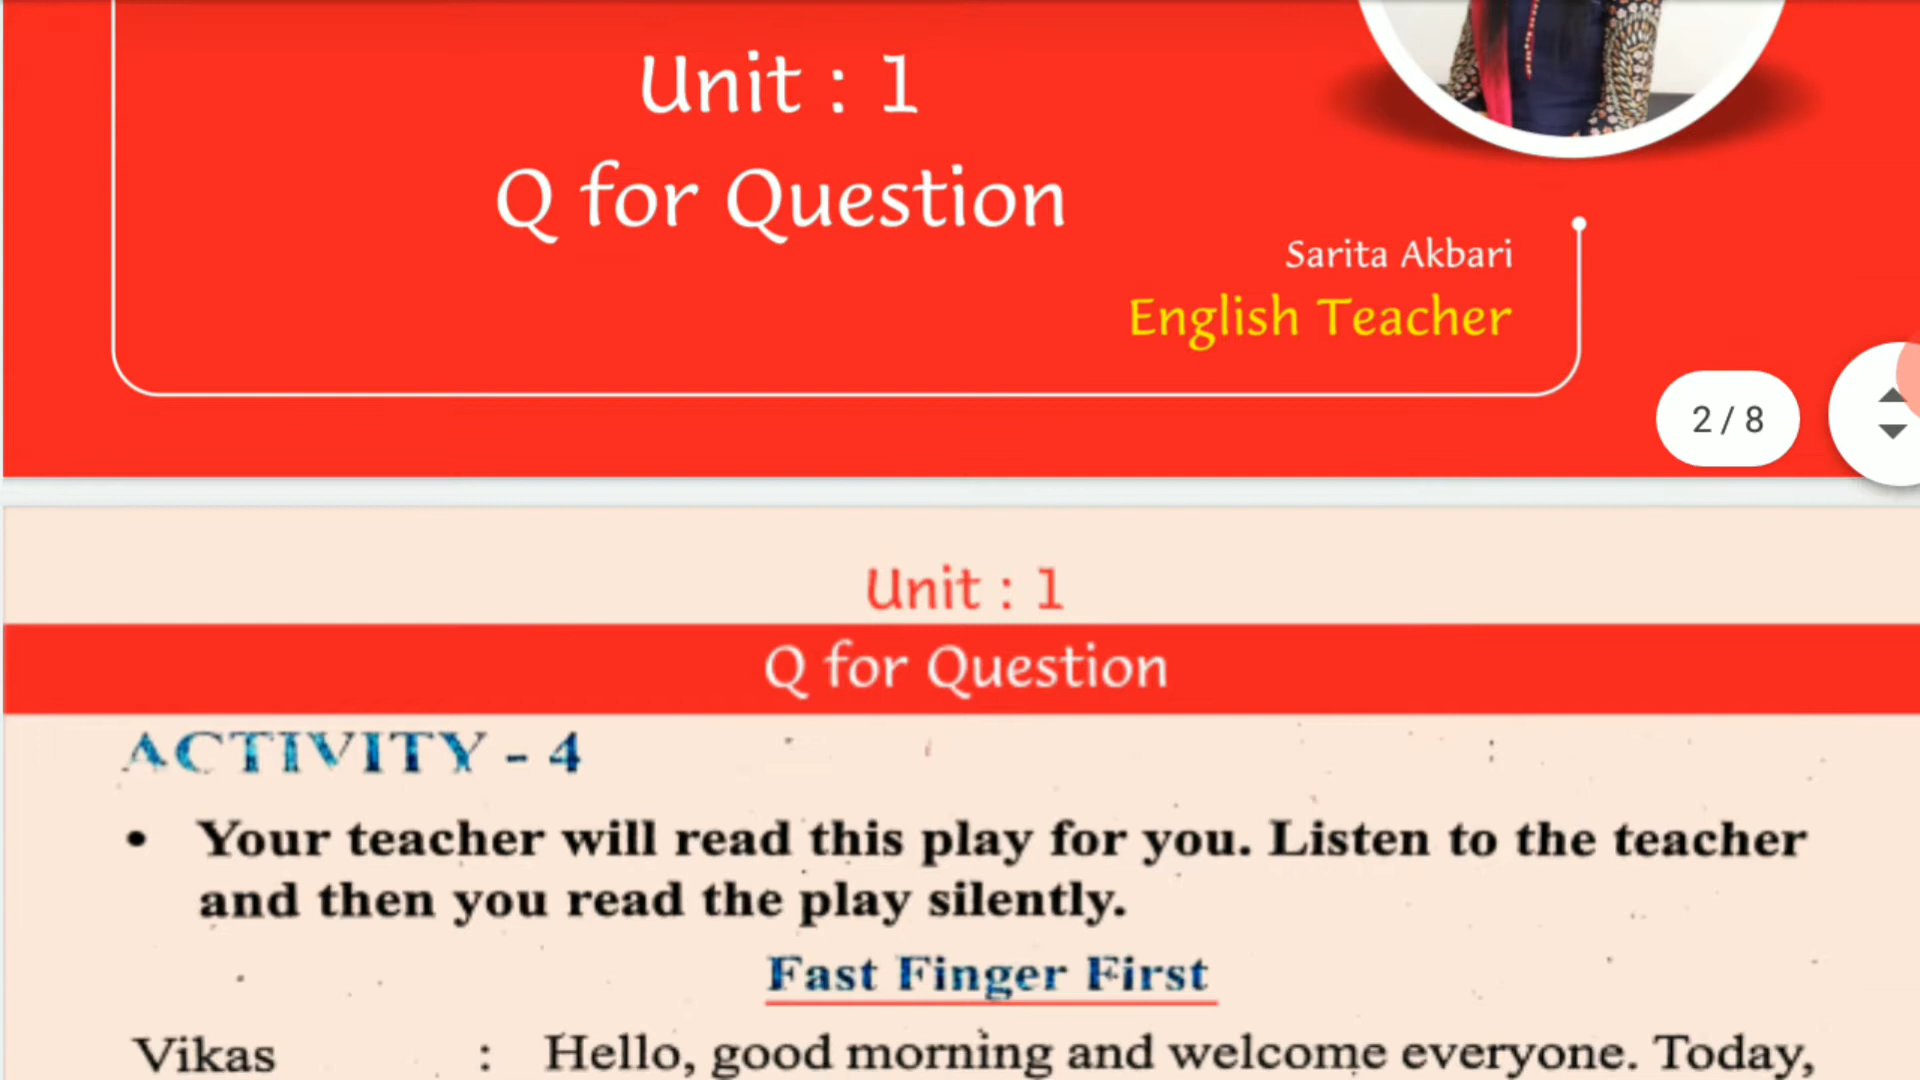 Unit : 1
Q for Question
Sarita Akbari
English Teacher
2 / 8
Unit : 1
Q for Question
ACTIVITY - 4
• Your teacher will read this play for you. Listen to the teacher
and then you read the play silently.
Fast Finger First
Vikas : Hello, good morning and welcome everyone. Today,